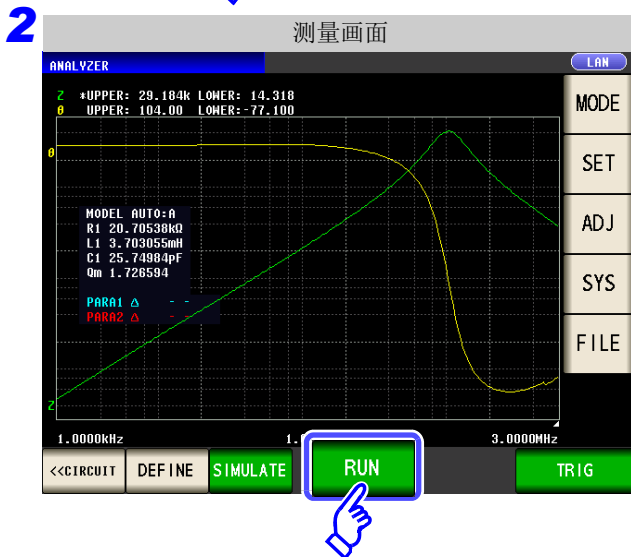 2
测量画面
ANALYZER
LAN
Z *UPPER: 29.184k LOWER: 14.318
θ UPPER: 104.00 LOWER:-77.100
MODE
SET
ADJ
SYS
FILE
θ
MODEL AUTO:A
R1 20.70538kΩ
L1 3.703055mH
C1 25.74984pF
Qm 1.726594
PARA1 Δ - -
PARA2 Δ - -
Z
1.0000kHz
3.0000MHz
<<CIRCUIT
DEFINE
SIMULATE
RUN
TRIG